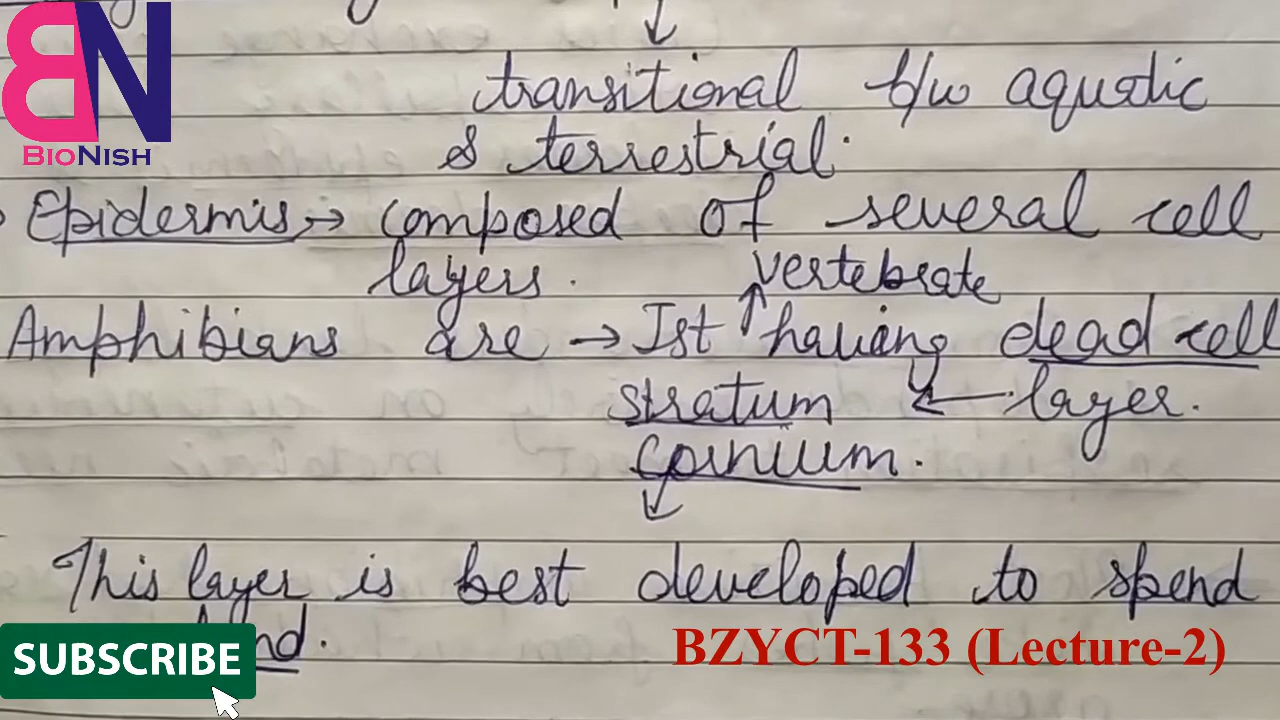 BN
BIONISH
transitional b/w aquatic
& terrestrial.
Epidermis → composed of several cell
layers.
vertebrate
Amphibians are → Ist having dead cell
stratum ← layer.
cornium.
This layer is best developed to spend
SUBSCRIBE
BZYCT-133 (Lecture-2)